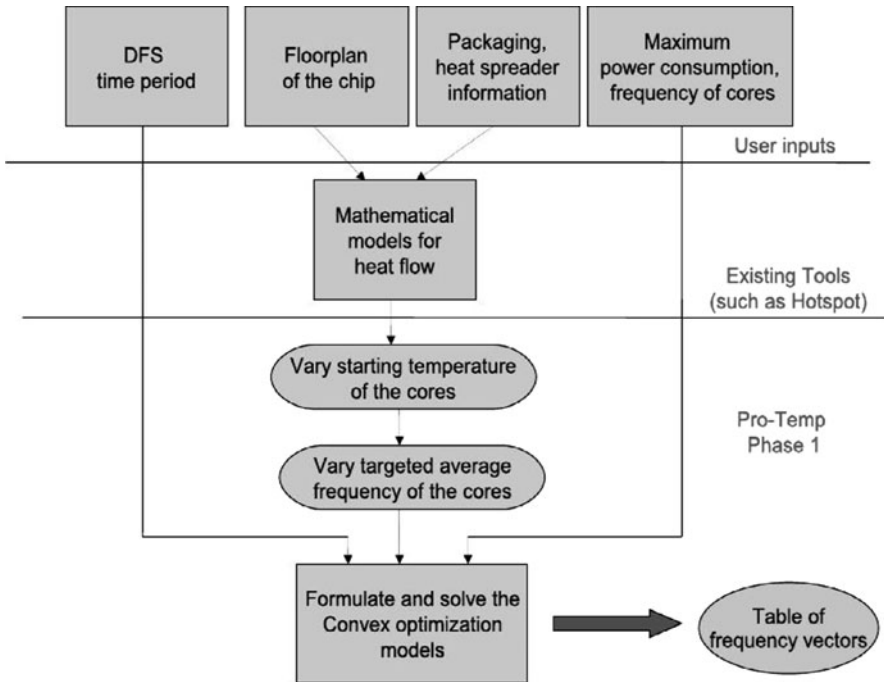 DFS
time period
Floorplan
of the chip
Packaging,
heat spreader
information
Maximum
power consumption,
frequency of cores
User inputs
Mathematical
models for
heat flow
Existing Tools
(such as Hotspot)
Vary starting temperature
of the cores
Pro-Temp
Phase 1
Vary targeted average
frequency of the cores
Formulate and solve the
Convex optimization
models
Table of
frequency vectors